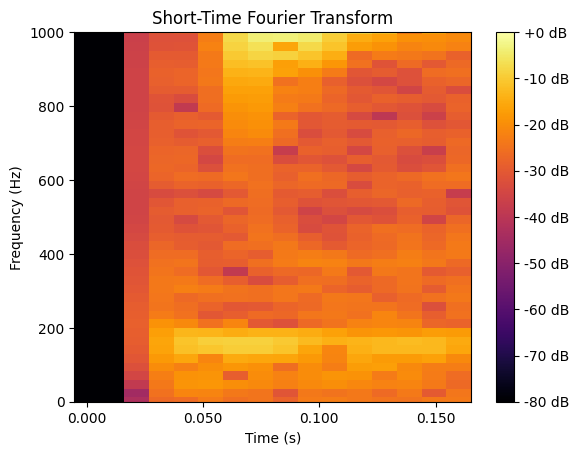 Short-Time Fourier Transform
1000
800
600
400
200
0
Frequency (Hz)
0.000
0.050
0.100
0.150
Time (s)
+0 dB
-10 dB
-20 dB
-30 dB
-40 dB
-50 dB
-60 dB
-70 dB
-80 dB